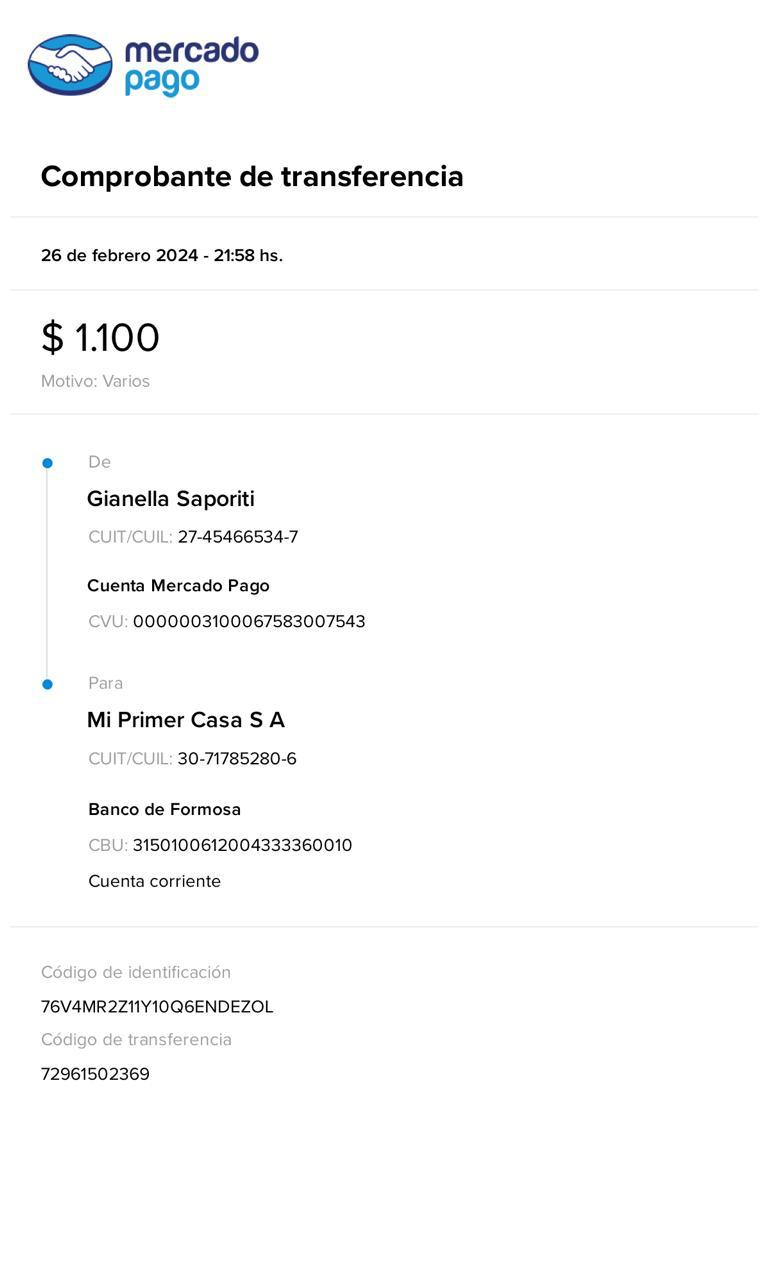 mercado
pago
Comprobante de transferencia
26 de febrero 2024 - 21:58 hs.
$ 1.100
Motivo: Varios
De
Gianella Saporiti
CUIT/CUIL: 27-45466534-7
Cuenta Mercado Pago
CVU: 0000003100067583007543
Para
Mi Primer Casa S A
CUIT/CUIL: 30-71785280-6
Banco de Formosa
CBU: 3150100612004333360010
Cuenta corriente
Código de identificación
76V4MR2Z11Y10Q6ENDEZOL
Código de transferencia
72961502369